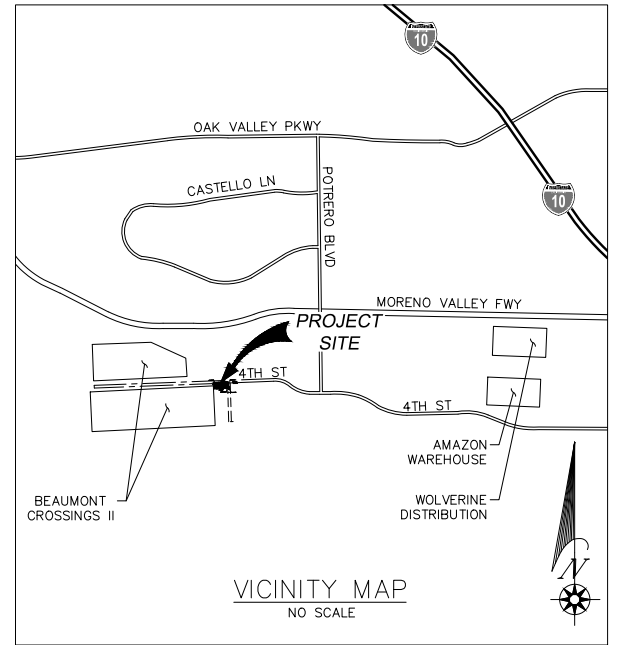 10
OAK VALLEY PKWY
CASTELLO LN
POTRERO BLVD
10
MORENO VALLEY FWY
PROJECT
SITE
4TH ST
4TH ST
AMAZON
WAREHOUSE
BEAUMONT
CROSSINGS II
WOLVERINE
DISTRIBUTION
N
VICINITY MAP
NO SCALE